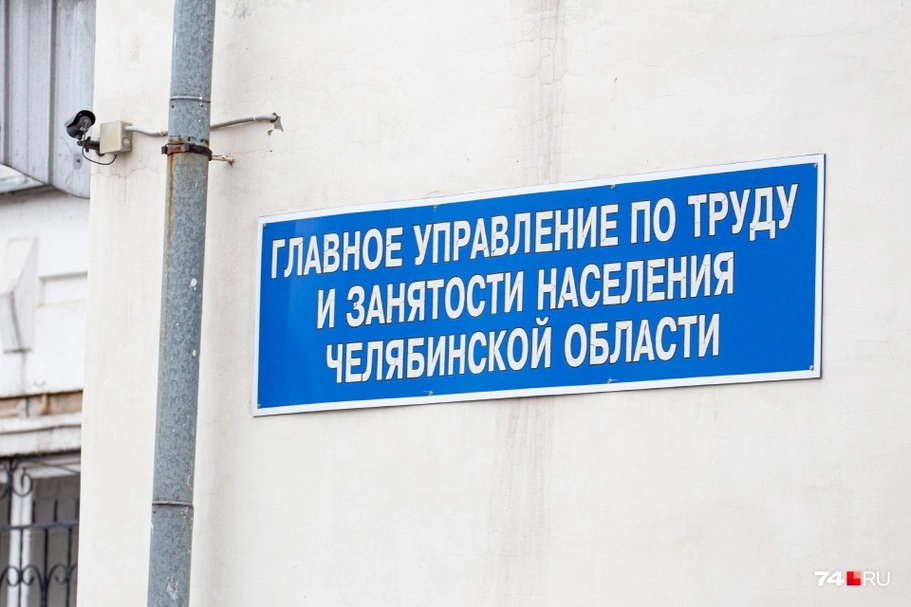 ГЛАВНОЕ УПРАВЛЕНИЕ ПО ТРУДУ
И ЗАНЯТОСТИ НАСЕЛЕНИЯ
ЧЕЛЯБИНСКОЙ ОБЛАСТИ
74.RU